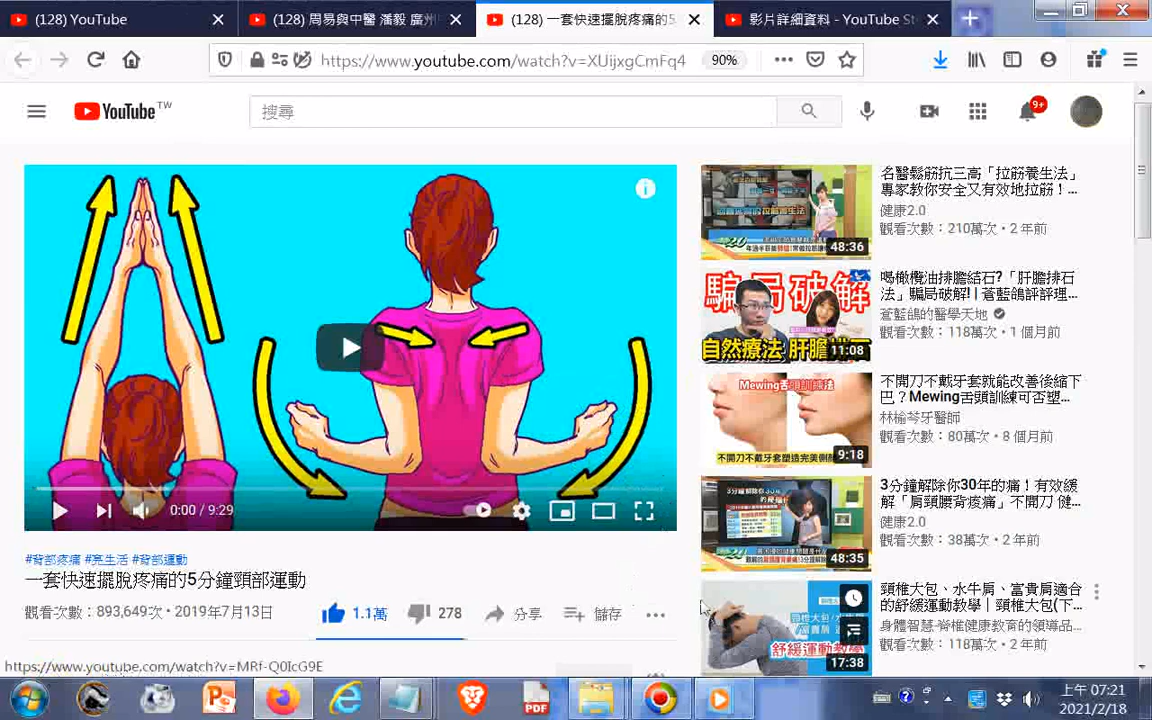 (128) YouTube
(128) 周易與中醫 潘毅 廣州
(128) 一套快速擺脫疼痛的5
影片詳細資料 - YouTube St
https://www.youtube.com/watch?v=XUijxgCmFq4
90%
YouTube TW
搜尋
9+
0:00 / 9:29
#背部疼痛 #亮生活 #背部運動
一套快速擺脫疼痛的5分鐘頸部運動
觀看次數：893,649次・2019年7月13日
1.1萬
278
分享
儲存
48:36
名醫鬆筋抗三高「拉筋養生法」
專家教你安全又有效地拉筋！...
健康2.0
觀看次數：210萬次・2 年前
騙局破解
自然療法 肝膽排
11:08
喝橄欖油排膽結石?「肝膽排石
法」騙局破解! | 蒼藍鴿評評理...
蒼藍鴿的醫學天地
觀看次數：118萬次・1 個月前
Mewing舌頭訓練法
不開刀不戴牙套塑造完美側
9:18
不開刀不戴牙套就能改善後縮下
巴？Mewing舌頭訓練可否塑...
林榆芩牙醫師
觀看次數：80萬次・8 個月前
48:35
3分鐘解除你30年的痛！有效緩
解「肩頸腰背疼痛」不開刀 健...
健康2.0
觀看次數：38萬次・2 年前
舒緩運動教學
17:38
頸椎大包、水牛肩、富貴肩適合
的舒緩運動教學 | 頸椎大包(下...
身體智慧-脊椎健康教育的領導品...
觀看次數：118萬次・2 年前
https://www.youtube.com/watch?v=MRf-Q0IcG9E
PDF
上午 07:21
2021/2/18